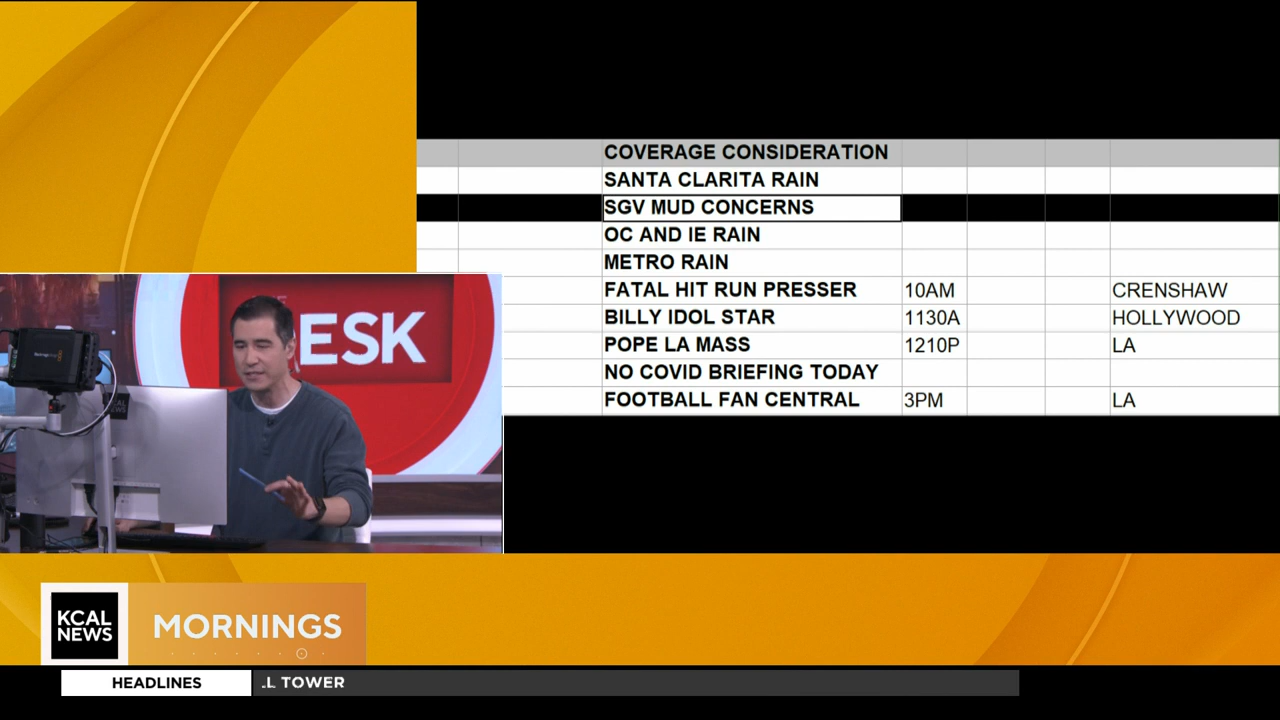 COVERAGE CONSIDERATION
SANTA CLARITA RAIN
SGV MUD CONCERNS
OC AND IE RAIN
METRO RAIN
FATAL HIT RUN PRESSER 10AM CRENSHAW
BILLY IDOL STAR 1130A HOLLYWOOD
POPE LA MASS 1210P LA
NO COVID BRIEFING TODAY
FOOTBALL FAN CENTRAL 3PM LA
ESK
KCAL
NEWS
KCAL NEWS
MORNINGS
HEADLINES
L TOWER